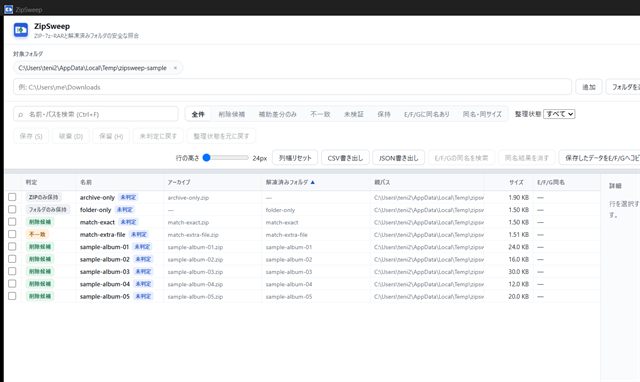 ZipSweep
ZipSweep
ZIP・7z・RARと解凍済みフォルダの安全な照合
対象フォルダ
C:\Users\teni2\AppData\Local\Temp\zipsweep-sample ×
例: C:\Users\me\Downloads 追加 フォルダを選
名前・パスを検索 (Ctrl+F) 全件 削除候補 補助差分のみ 不一致 未検証 保持 E/F/Gに同名あり 同名・同サイズ 整理状態 すべて
保存 (S) 破棄 (D) 保留 (H) 未判定に戻す 整理状態を元に戻す
行の高さ 24px 列幅リセット CSV書き出し JSON書き出し E/F/Gの同名を検索 同名結果を消す 保存したデータをE/F/Gへコピ
判定 名前 アーカイブ 解凍済みフォルダ ▲ 親パス サイズ E/F/G同名 詳細
ZIPのみ保持 archive-only 未判定 archive-only.zip — C:\Users\teni2\AppData\Local\Temp\zipsw 1.90 KB — 行を選択す
フォルダのみ保持 folder-only 未判定 — folder-only C:\Users\teni2\AppData\Local\Temp\zipsw 1.50 KB —
削除候補 match-exact 未判定 match-exact.zip match-exact C:\Users\teni2\AppData\Local\Temp\zipsw 1.50 KB — す。
不一致 match-extra-file 未判定 match-extra-file.zip match-extra-file C:\Users\teni2\AppData\Local\Temp\zipsw 1.51 KB —
削除候補 sample-album-01 未判定 sample-album-01.zip sample-album-01 C:\Users\teni2\AppData\Local\Temp\zipsw 24.0 KB —
削除候補 sample-album-02 未判定 sample-album-02.zip sample-album-02 C:\Users\teni2\AppData\Local\Temp\zipsw 16.0 KB —
削除候補 sample-album-03 未判定 sample-album-03.zip sample-album-03 C:\Users\teni2\AppData\Local\Temp\zipsw 30.0 KB —
削除候補 sample-album-04 未判定 sample-album-04.zip sample-album-04 C:\Users\teni2\AppData\Local\Temp\zipsw 12.0 KB —
削除候補 sample-album-05 未判定 sample-album-05.zip sample-album-05 C:\Users\teni2\AppData\Local\Temp\zipsw 20.0 KB —